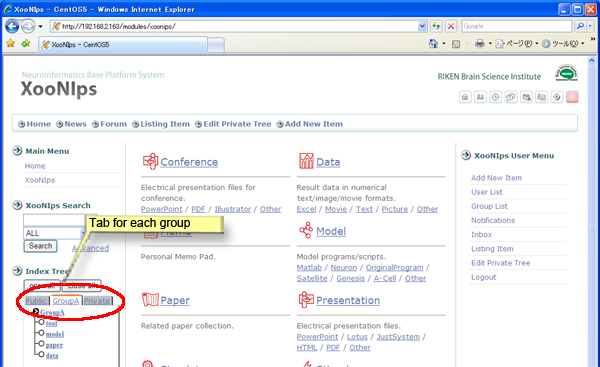 XooNIps - CentOS5 - Windows Internet Explorer
http://192.168.2.163/modules/xoonips/
Google
XooNIps - CentOS5
ページ(P)
ツール(O)
Neuroinformatics Base Platform System
XooNIps
RIKEN Brain Science Institute
Home News Forum Listing Item Edit Private Tree Add New Item
Main Menu
Home
XooNIps
XooNIps Search
ALL
Search
Advanced
Index Tree
Public GroupA Private
GroupA
tool
model
paper
data
Tab for each group
Conference
Electrical presentation files for
conference.
PowerPoint / PDF / Illustrator / Other
Memo
Personal Memo Pad.
Paper
Related paper collection.
Data
Result data in numerical
text/image/movie formats.
Excel / Movie / Text / Picture / Other
Model
Model programs/scripts.
Matlab / Neuron / OriginalProgram /
Satellite / Genesis / A-Cell / Other
Presentation
Electrical presentation files.
PowerPoint / Lotus / JustSystem /
HTML / PDF / Other
XooNIps User Menu
Add New Item
User List
Group List
Notifications
Inbox
Listing Item
Edit Private Tree
Logout